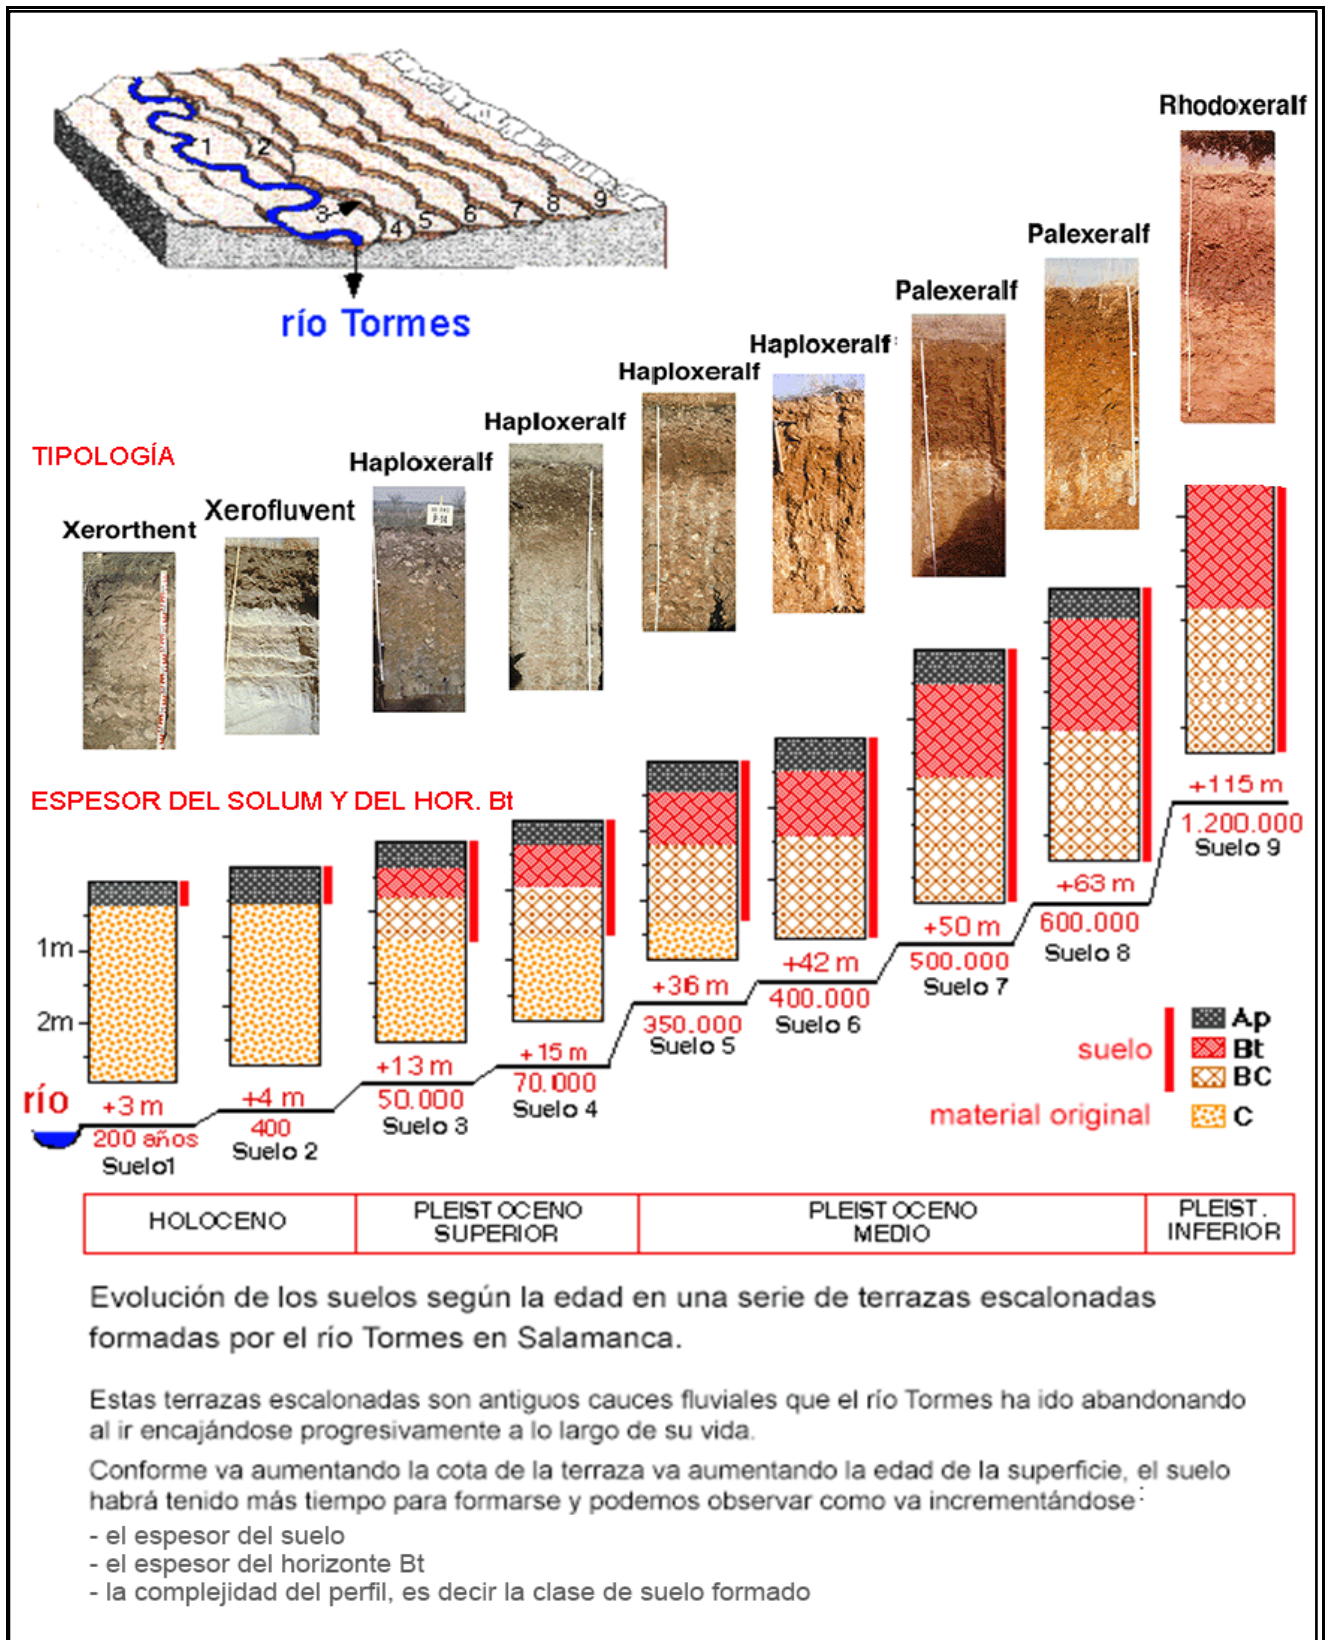 1
2
3
4
5
6
7
8
9
río Tormes
Rhodoxeralf
Palexeralf
Palexeralf
Haploxeralf
Haploxeralf
Haploxeralf
Haploxeralf
Xerofluvent
Xerorthent
TIPOLOGÍA
ESPESOR DEL SOLUM Y DEL HOR. Bt
1m
2m
río
+3 m
200 años
Suelo1
+4 m
400
Suelo 2
+13 m
50.000
Suelo 3
+15 m
70.000
Suelo 4
+36 m
350.000
Suelo 5
+42 m
400.000
Suelo 6
+50 m
500.000
Suelo 7
+63 m
600.000
Suelo 8
+115 m
1.200.000
Suelo 9
suelo
Ap
Bt
BC
material original
C
HOLOCENO
PLEISTOCENO
SUPERIOR
PLEISTOCENO
MEDIO
PLEIST.
INFERIOR
Evolución de los suelos según la edad en una serie de terrazas escalonadas
formadas por el río Tormes en Salamanca.
Estas terrazas escalonadas son antiguos cauces fluviales que el río Tormes ha ido abandonando
al ir encajándose progresivamente a lo largo de su vida.
Conforme va aumentando la cota de la terraza va aumentando la edad de la superficie, el suelo
habrá tenido más tiempo para formarse y podemos observar como va incrementándose:
- el espesor del suelo
- el espesor del horizonte Bt
- la complejidad del perfil, es decir la clase de suelo formado